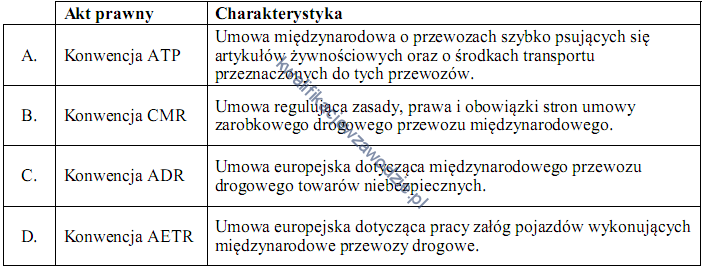 Akt prawny Charakterystyka
A. Konwencja ATP Umowa międzynarodowa o przewozach szybko psujących się
artykułów żywnościowych oraz o środkach transportu
przeznaczonych do tych przewozów.
B. Konwencja CMR Umowa regulująca zasady, prawa i obowiązki stron umowy
zarobkowego drogowego przewozu międzynarodowego.
C. Konwencja ADR Umowa europejska dotycząca międzynarodowego przewozu
drogowego towarów niebezpiecznych.
D. Konwencja AETR Umowa europejska dotycząca pracy załóg pojazdów wykonujących
międzynarodowe przewozy drogowe.
kwalifikacjewzawodzie.pl